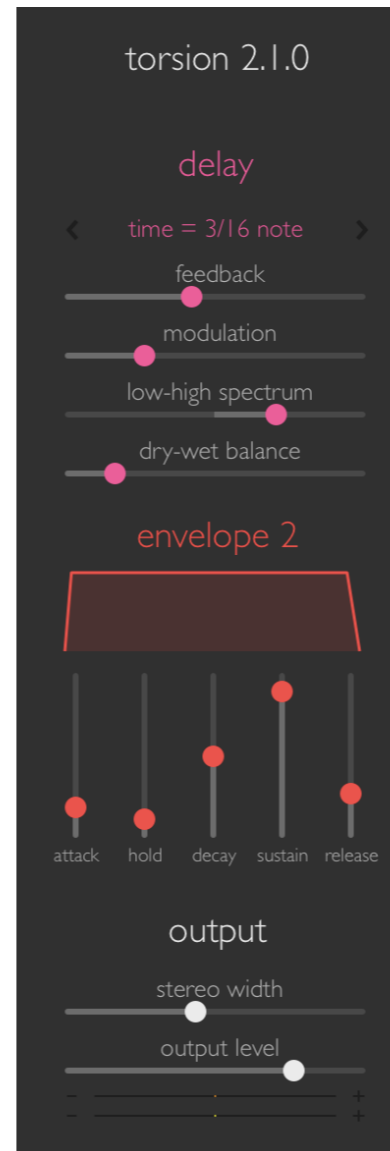 torsion 2.1.0
delay
time = 3/16 note
feedback
modulation
low-high spectrum
dry-wet balance
envelope 2
attack hold decay sustain release
output
stereo width
output level
- +
- +